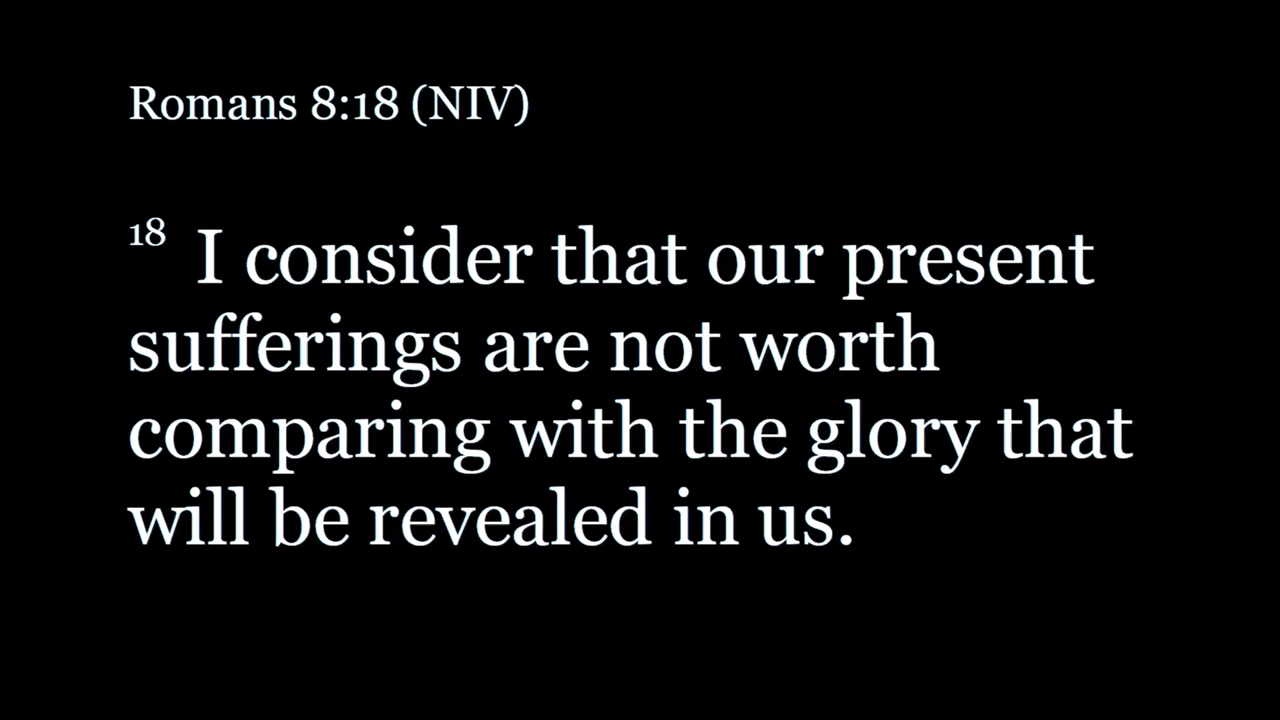 Romans 8:18 (NIV)
18 I consider that our present
sufferings are not worth
comparing with the glory that
will be revealed in us.